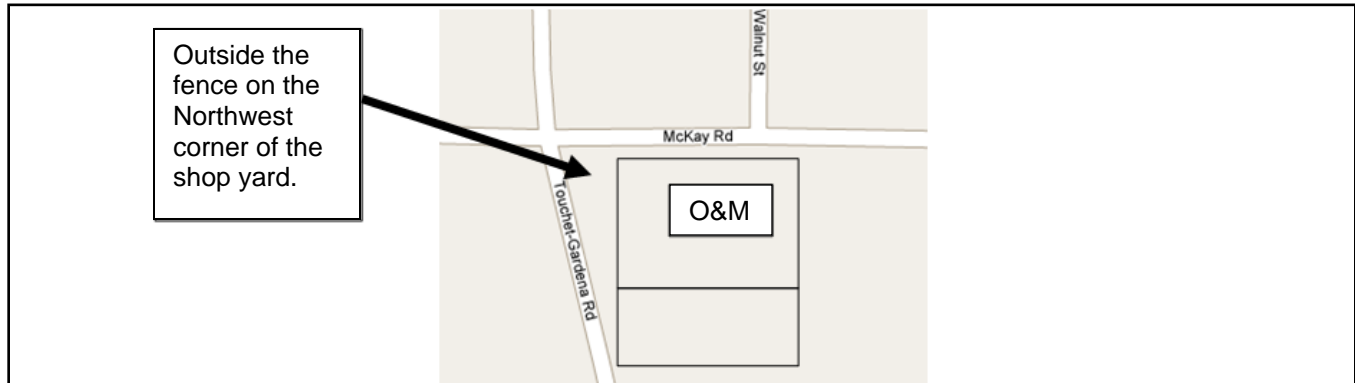 Outside the
fence on the
Northwest
corner of the
shop yard.
Walnut St
McKay Rd
O&M
Touchet-Gardena Rd